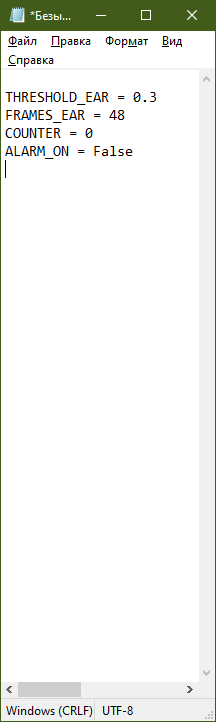 *Безы...
Файл Правка Формат Вид
Справка
THRESHOLD_EAR = 0.3
FRAMES_EAR = 48
COUNTER = 0
ALARM_ON = False
Windows (CRLF) UTF-8